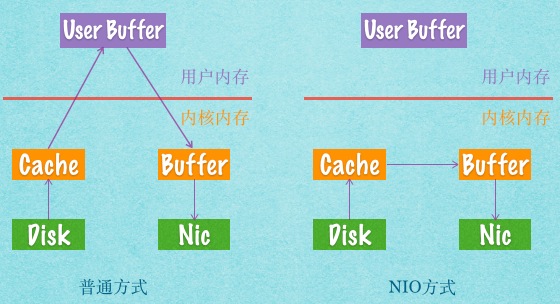 User Buffer
用户内存
内核内存
Cache
Buffer
Disk
Nic
普通方式
User Buffer
用户内存
内核内存
Cache
Buffer
Disk
Nic
NIO方式